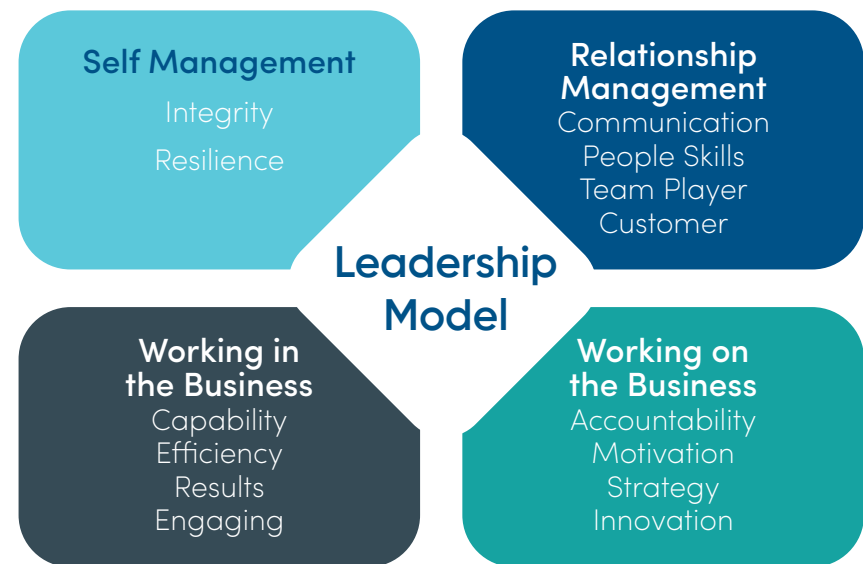 Self Management
Integrity
Resilience
Relationship
Management
Communication
People Skills
Team Player
Customer
Leadership
Model
Working in
the Business
Capability
Efficiency
Results
Engaging
Working on
the Business
Accountability
Motivation
Strategy
Innovation